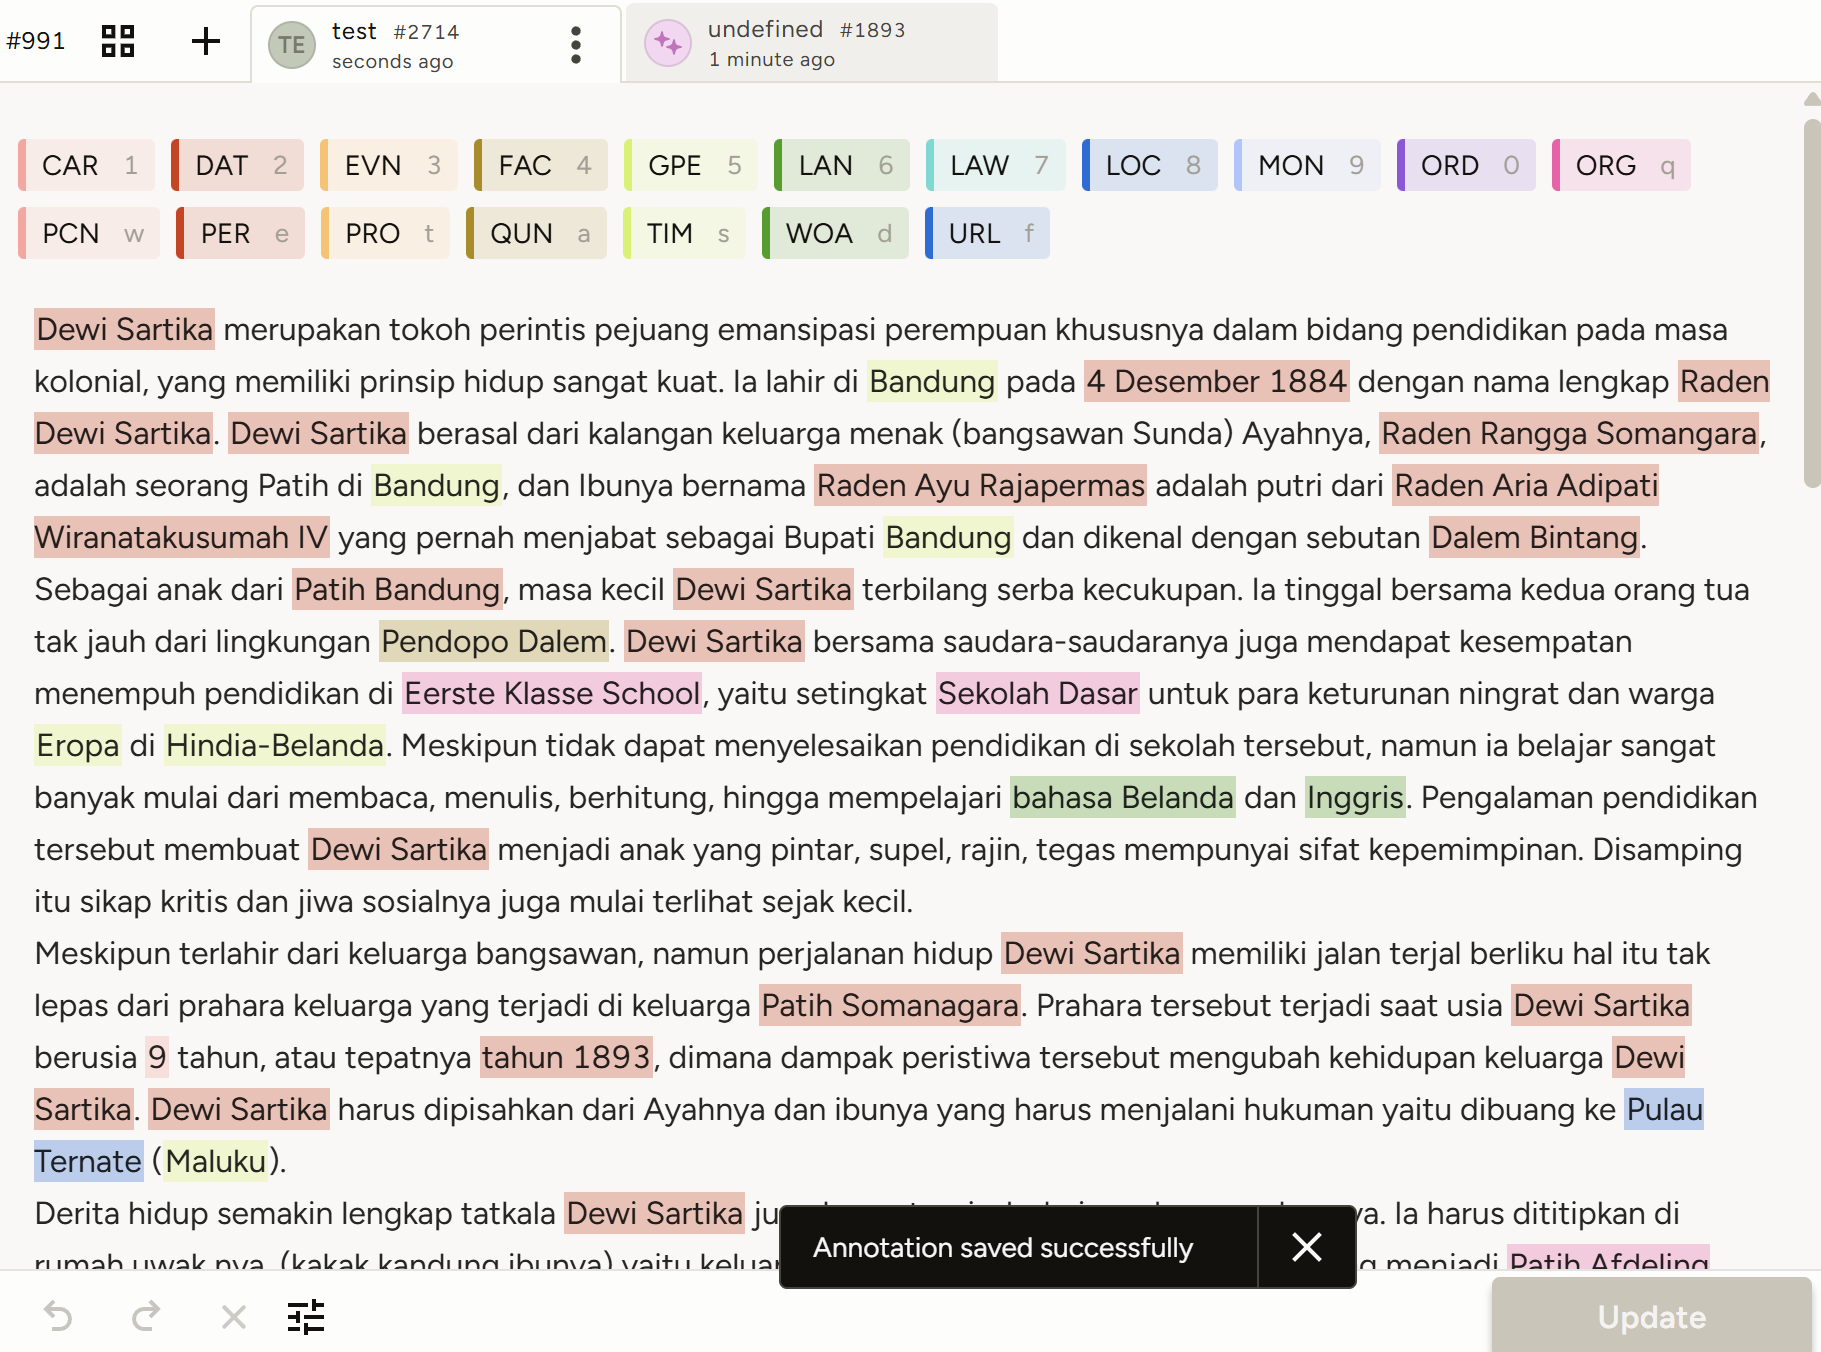 #991
TE test #2714
seconds ago
undefined #1893
1 minute ago
CAR 1 DAT 2 EVN 3 FAC 4 GPE 5 LAN 6 LAW 7 LOC 8 MON 9 ORD 0 ORG q
PCN w PER e PRO t QUN a TIM s WOA d URL f
Dewi Sartika merupakan tokoh perintis pejuang emansipasi perempuan khususnya dalam bidang pendidikan pada masa
kolonial, yang memiliki prinsip hidup sangat kuat. Ia lahir di Bandung pada 4 Desember 1884 dengan nama lengkap Raden
Dewi Sartika. Dewi Sartika berasal dari kalangan keluarga menak (bangsawan Sunda) Ayahnya, Raden Rangga Somangara,
adalah seorang Patih di Bandung, dan Ibunya bernama Raden Ayu Rajapermas adalah putri dari Raden Aria Adipati
Wiranatakusumah IV yang pernah menjabat sebagai Bupati Bandung dan dikenal dengan sebutan Dalem Bintang.
Sebagai anak dari Patih Bandung, masa kecil Dewi Sartika terbilang serba kecukupan. Ia tinggal bersama kedua orang tua
tak jauh dari lingkungan Pendopo Dalem. Dewi Sartika bersama saudara-saudaranya juga mendapat kesempatan
menempuh pendidikan di Eerste Klasse School, yaitu setingkat Sekolah Dasar untuk para keturunan ningrat dan warga
Eropa di Hindia-Belanda. Meskipun tidak dapat menyelesaikan pendidikan di sekolah tersebut, namun ia belajar sangat
banyak mulai dari membaca, menulis, berhitung, hingga mempelajari bahasa Belanda dan Inggris. Pengalaman pendidikan
tersebut membuat Dewi Sartika menjadi anak yang pintar, supel, rajin, tegas mempunyai sifat kepemimpinan. Disamping
itu sikap kritis dan jiwa sosialnya juga mulai terlihat sejak kecil.
Meskipun terlahir dari keluarga bangsawan, namun perjalanan hidup Dewi Sartika memiliki jalan terjal berliku hal itu tak
lepas dari prahara keluarga yang terjadi di keluarga Patih Somanagara. Prahara tersebut terjadi saat usia Dewi Sartika
berusia 9 tahun, atau tepatnya tahun 1893, dimana dampak peristiwa tersebut mengubah kehidupan keluarga Dewi
Sartika. Dewi Sartika harus dipisahkan dari Ayahnya dan ibunya yang harus menjalani hukuman yaitu dibuang ke Pulau
Ternate (Maluku).
Derita hidup semakin lengkap tatkala Dewi Sartika Ia harus dititipkan di
rumah uwak nya, (kakak kandung ibunya) yaitu menjadi Patih Afdeling
Annotation saved successfully
Update